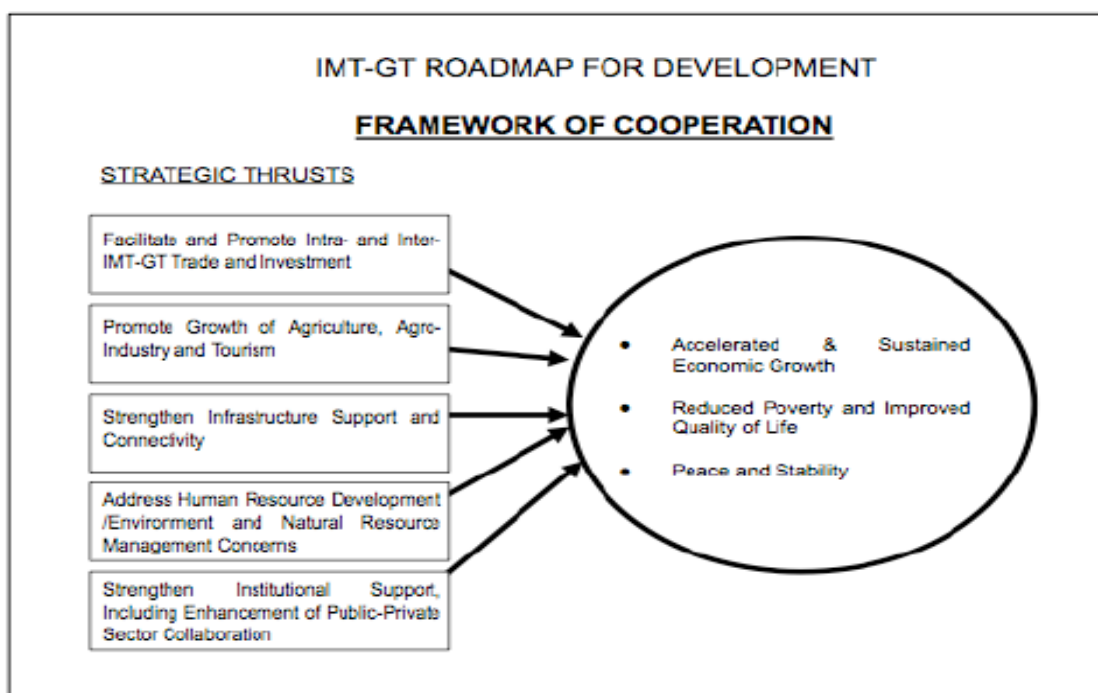 IMT-GT ROADMAP FOR DEVELOPMENT
FRAMEWORK OF COOPERATION
STRATEGIC THRUSTS
Facilitate and Promote Intra- and Inter-
IMT-GT Trade and Investment
Promote Growth of Agriculture, Agro-
Industry and Tourism
Strengthen Infrastructure Support and
Connectivity
Address Human Resource Development
/Environment and Natural Resource
Management Concerns
Strengthen Institutional Support,
Including Enhancement of Public-Private
Sector Collaboration
• Accelerated & Sustained
Economic Growth
• Reduced Poverty and Improved
Quality of Life
• Peace and Stability